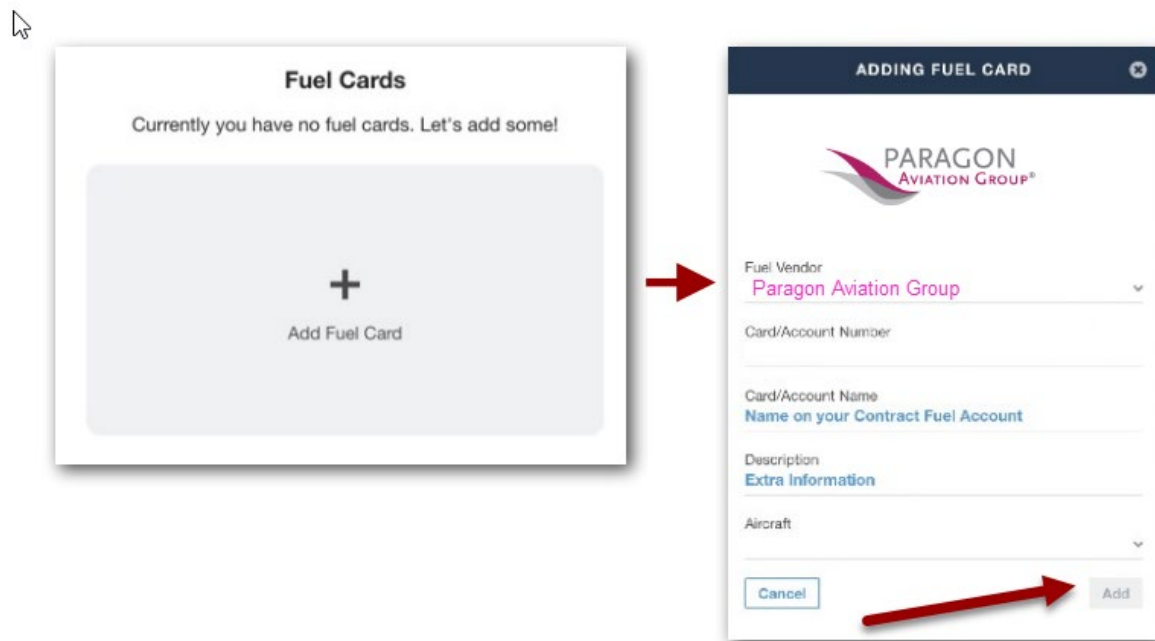 Fuel Cards
Currently you have no fuel cards. Let's add some!
+
Add Fuel Card
ADDING FUEL CARD
PARAGON
AVIATION GROUP®
Fuel Vendor
Paragon Aviation Group
Card/Account Number
Card/Account Name
Name on your Contract Fuel Account
Description
Extra Information
Aircraft
Cancel
Add